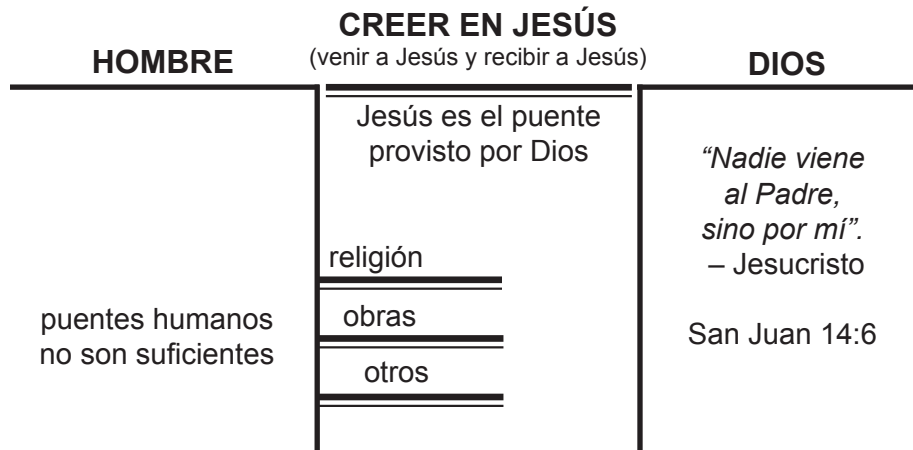 CREER EN JESÚS
HOMBRE
(venir a Jesús y recibir a Jesús)
DIOS
Jesús es el puente
provisto por Dios
“Nadie viene
al Padre,
sino por mí”.
– Jesucristo
San Juan 14:6
religión
obras
otros
puentes humanos
no son suficientes